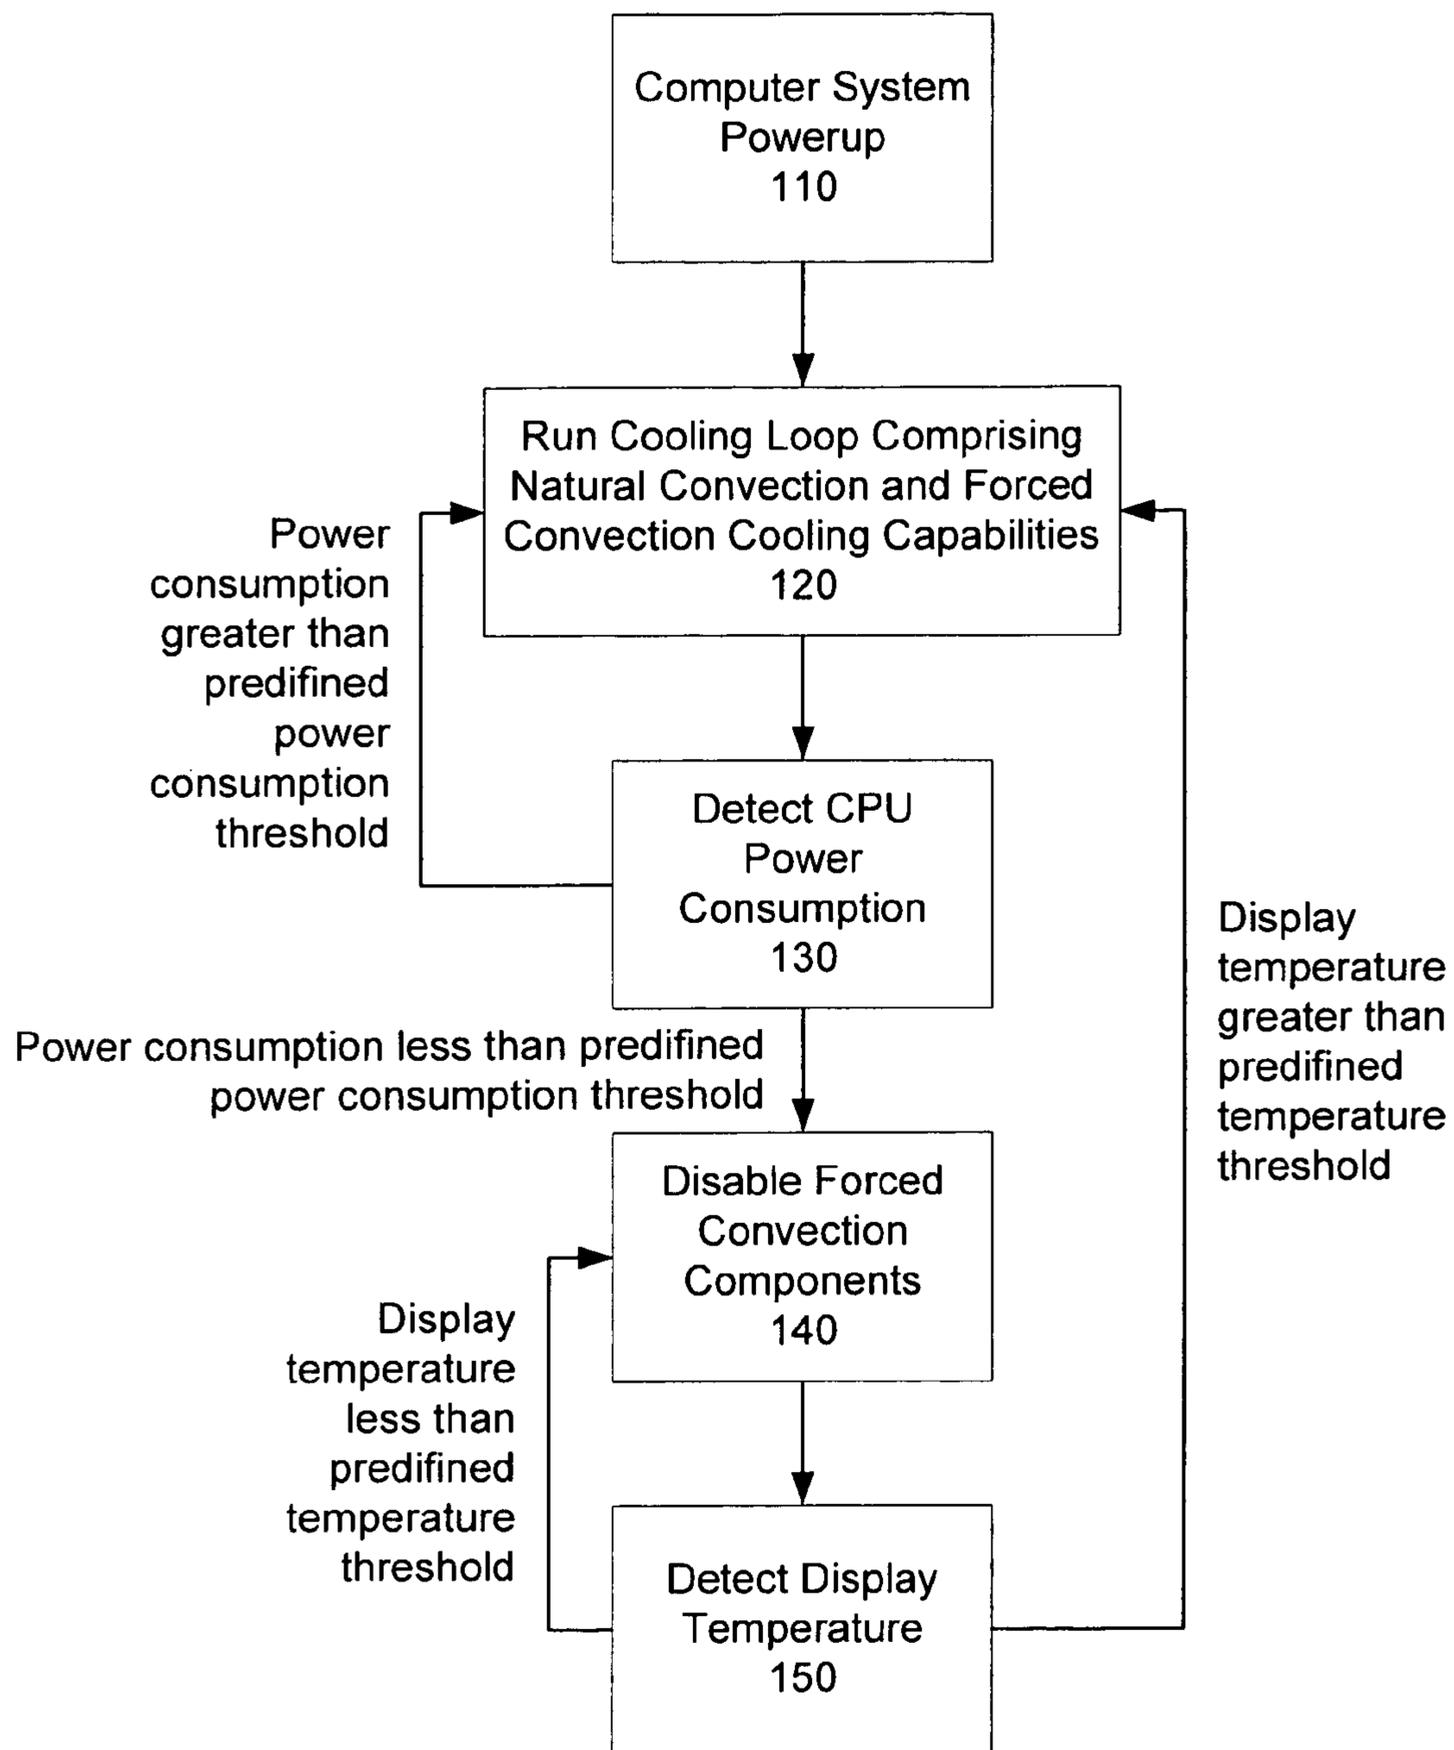 Computer System
Powerup
110
Run Cooling Loop Comprising
Natural Convection and Forced
Convection Cooling Capabilities
120
Power
consumption
greater than
predifined
power
consumption
threshold
Detect CPU
Power
Consumption
130
Display
temperature
greater than
predifined
temperature
threshold
Power consumption less than predifined
power consumption threshold
Disable Forced
Convection
Components
140
Display
temperature
less than
predifined
temperature
threshold
Detect Display
Temperature
150